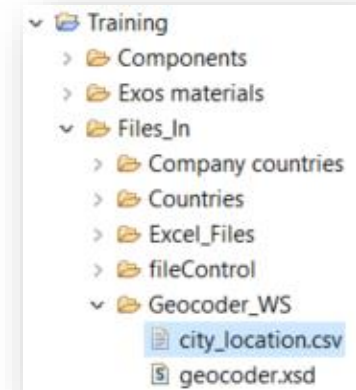 Training
Components
Exos materials
Files_In
Company countries
Countries
Excel_Files
fileControl
Geocoder_WS
city_location.csv
geocoder.xsd